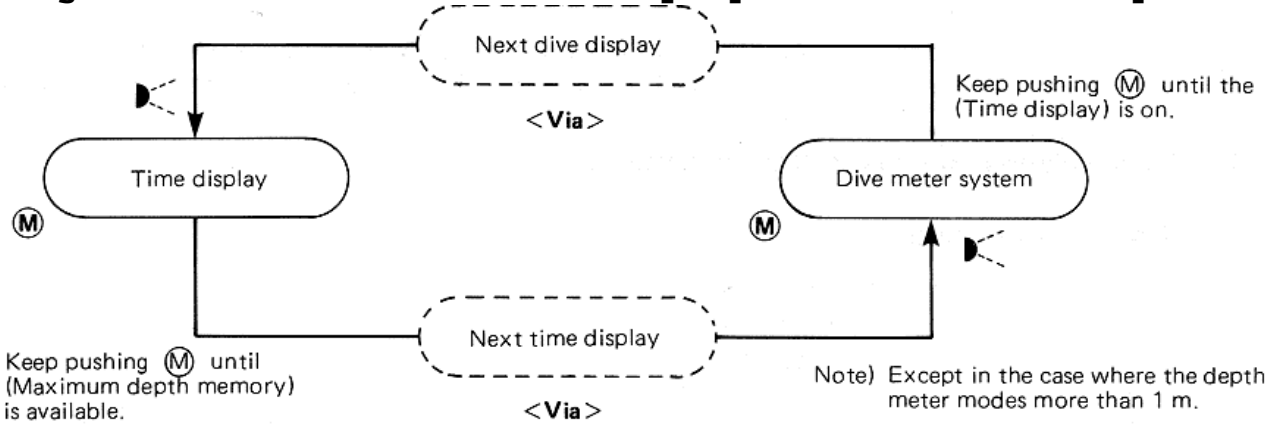 Next dive display
<Via>
Keep pushing Ⓜ until the
(Time display) is on.
Time display
Dive meter system
Ⓜ
Ⓜ
Next time display
<Via>
Keep pushing Ⓜ until
(Maximum depth memory)
is available.
Note) Except in the case where the depth
meter modes more than 1 m.